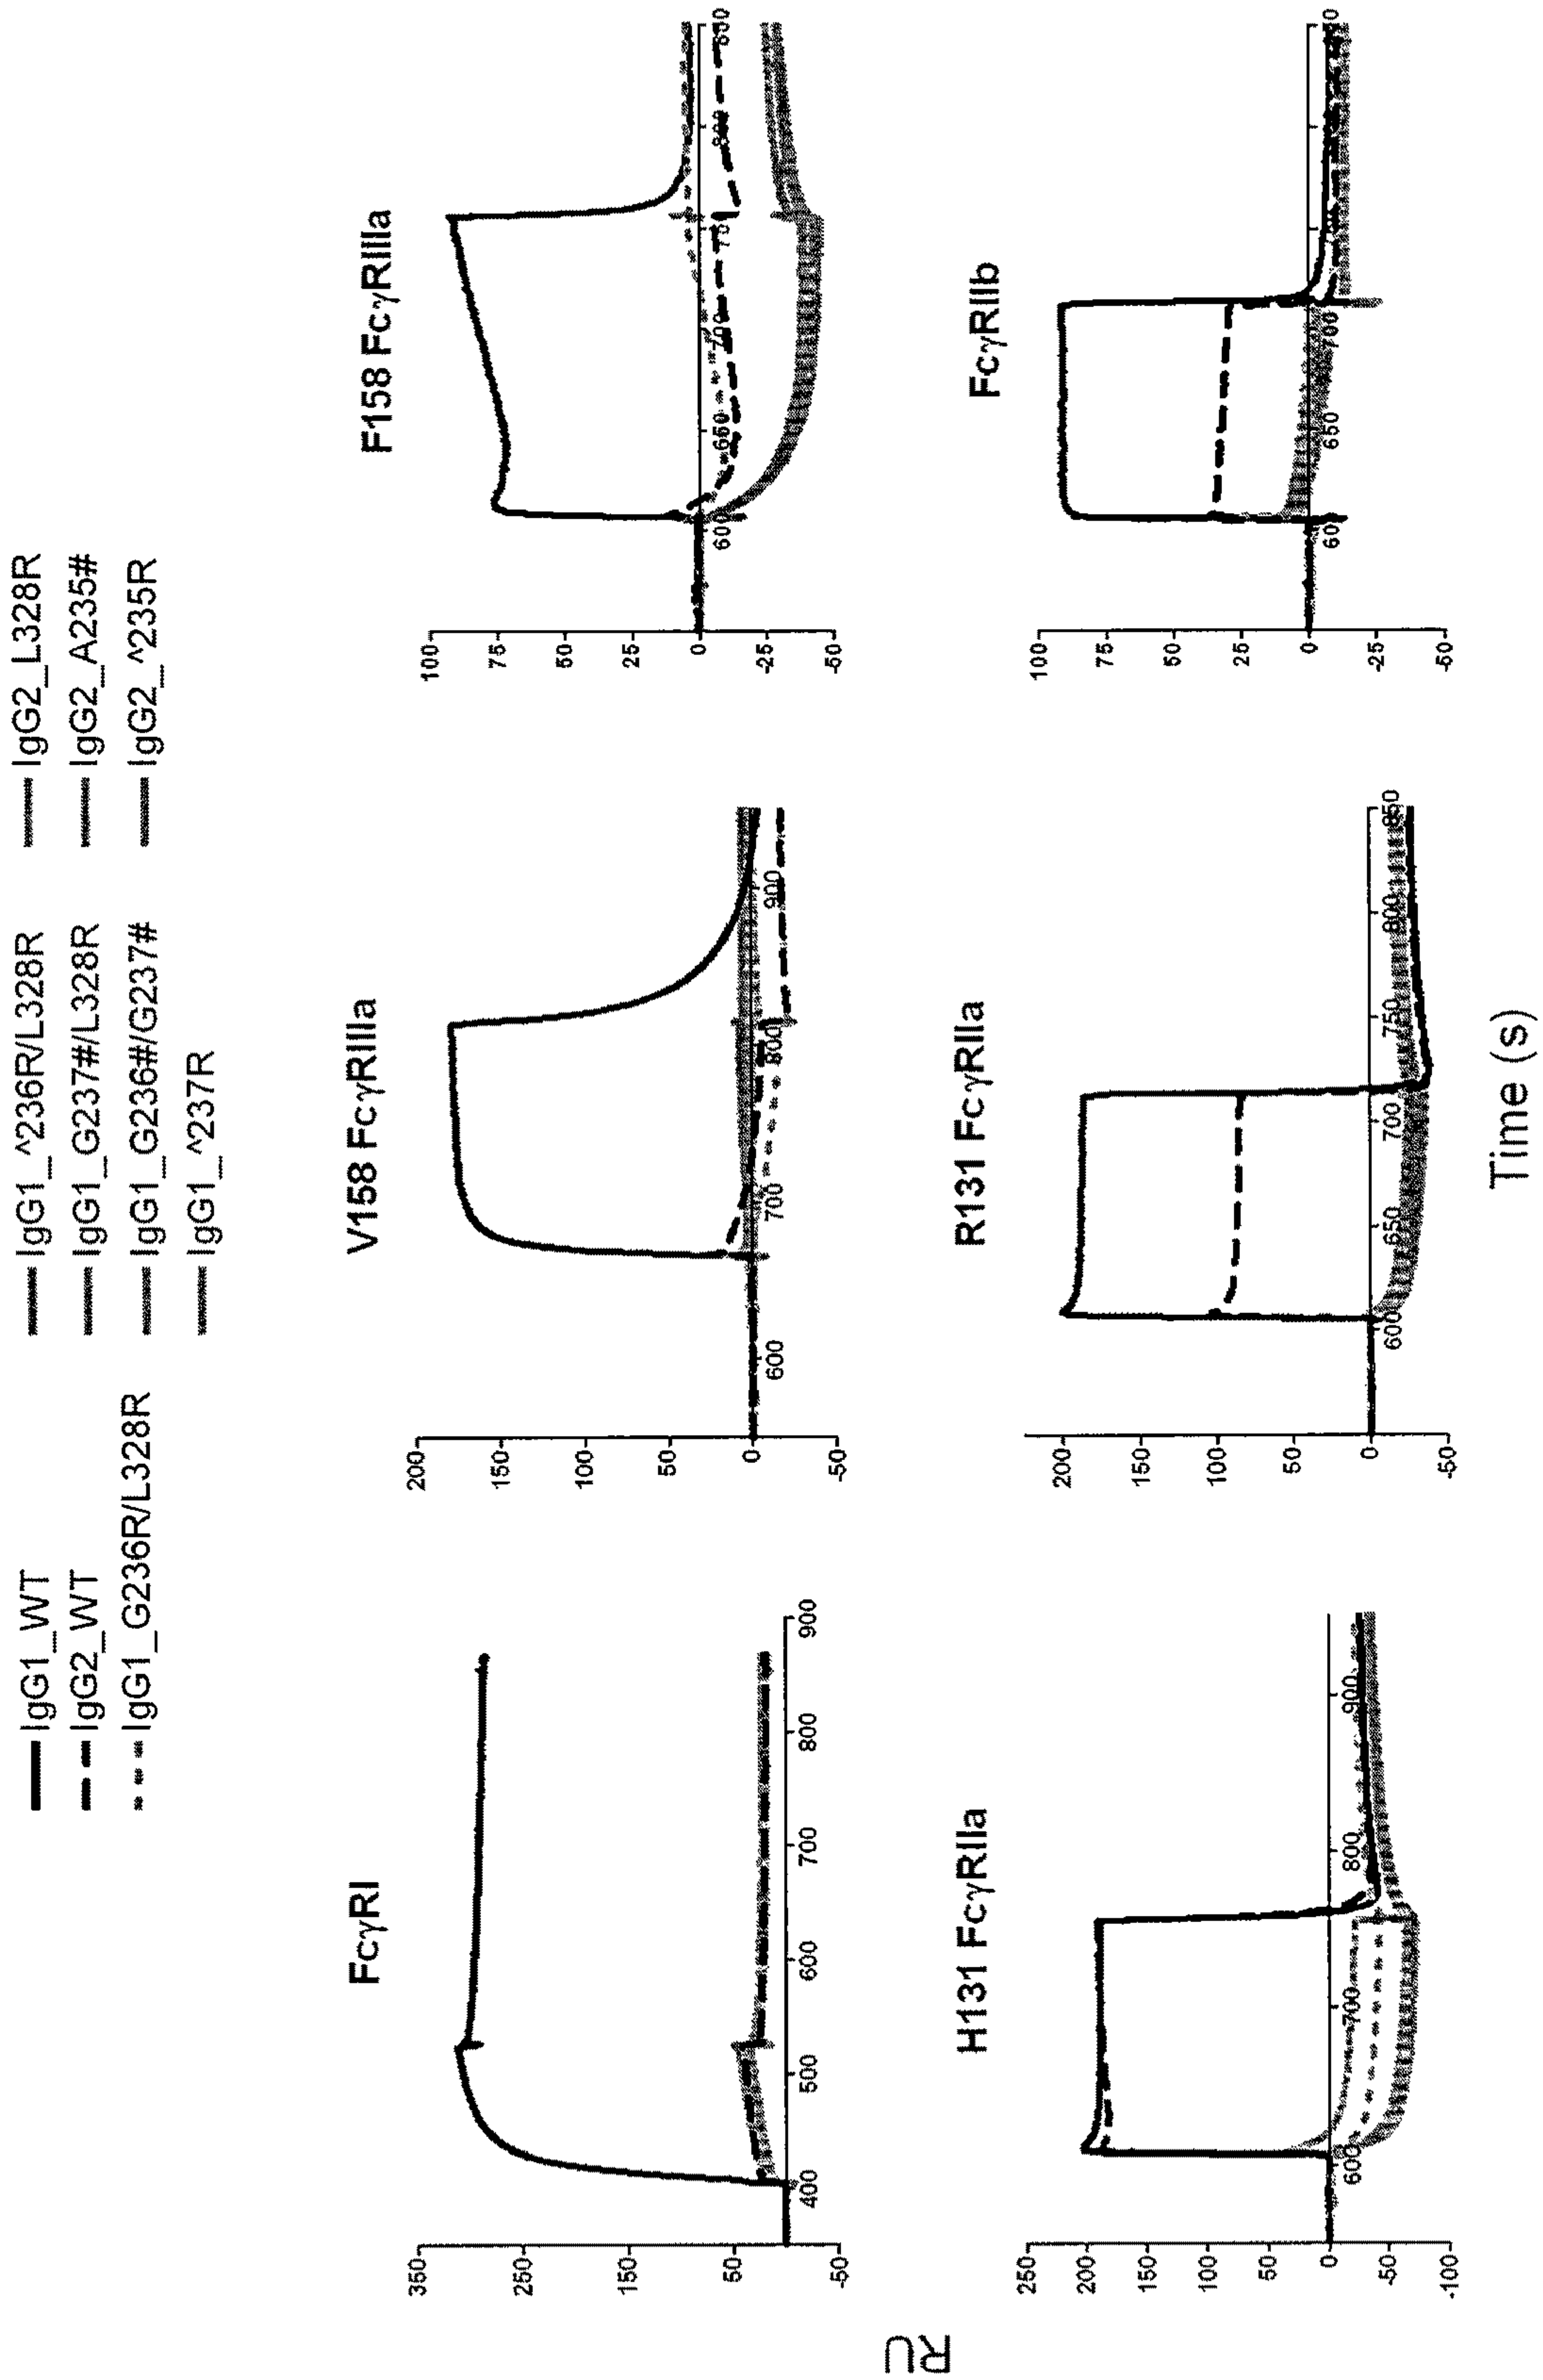 IgG1_WT
IgG2_WT
IgG1_G236R/L328R
IgG1_^236R/L328R
IgG1_G237#/L328R
IgG1_G236#/G237#
IgG1_^237R
IgG2_L328R
IgG2_A235#
IgG2_^235R
RU
FcγRI
350
250
150
50
-50
400 500 600 700 800 900
V158 FcγRIIIa
200
150
100
50
0
-50
600 700 800 900
F158 FcγRIIIa
100
75
50
25
0
-25
-50
600 650 700 800
H131 FcγRIIa
250
200
150
100
50
0
-50
-100
600 700 800 900
R131 FcγRIIa
200
150
100
50
0
-50
600 650 700 750 800 850
FcγRIIb
100
75
50
25
0
-25
-50
650 700
Time (s)